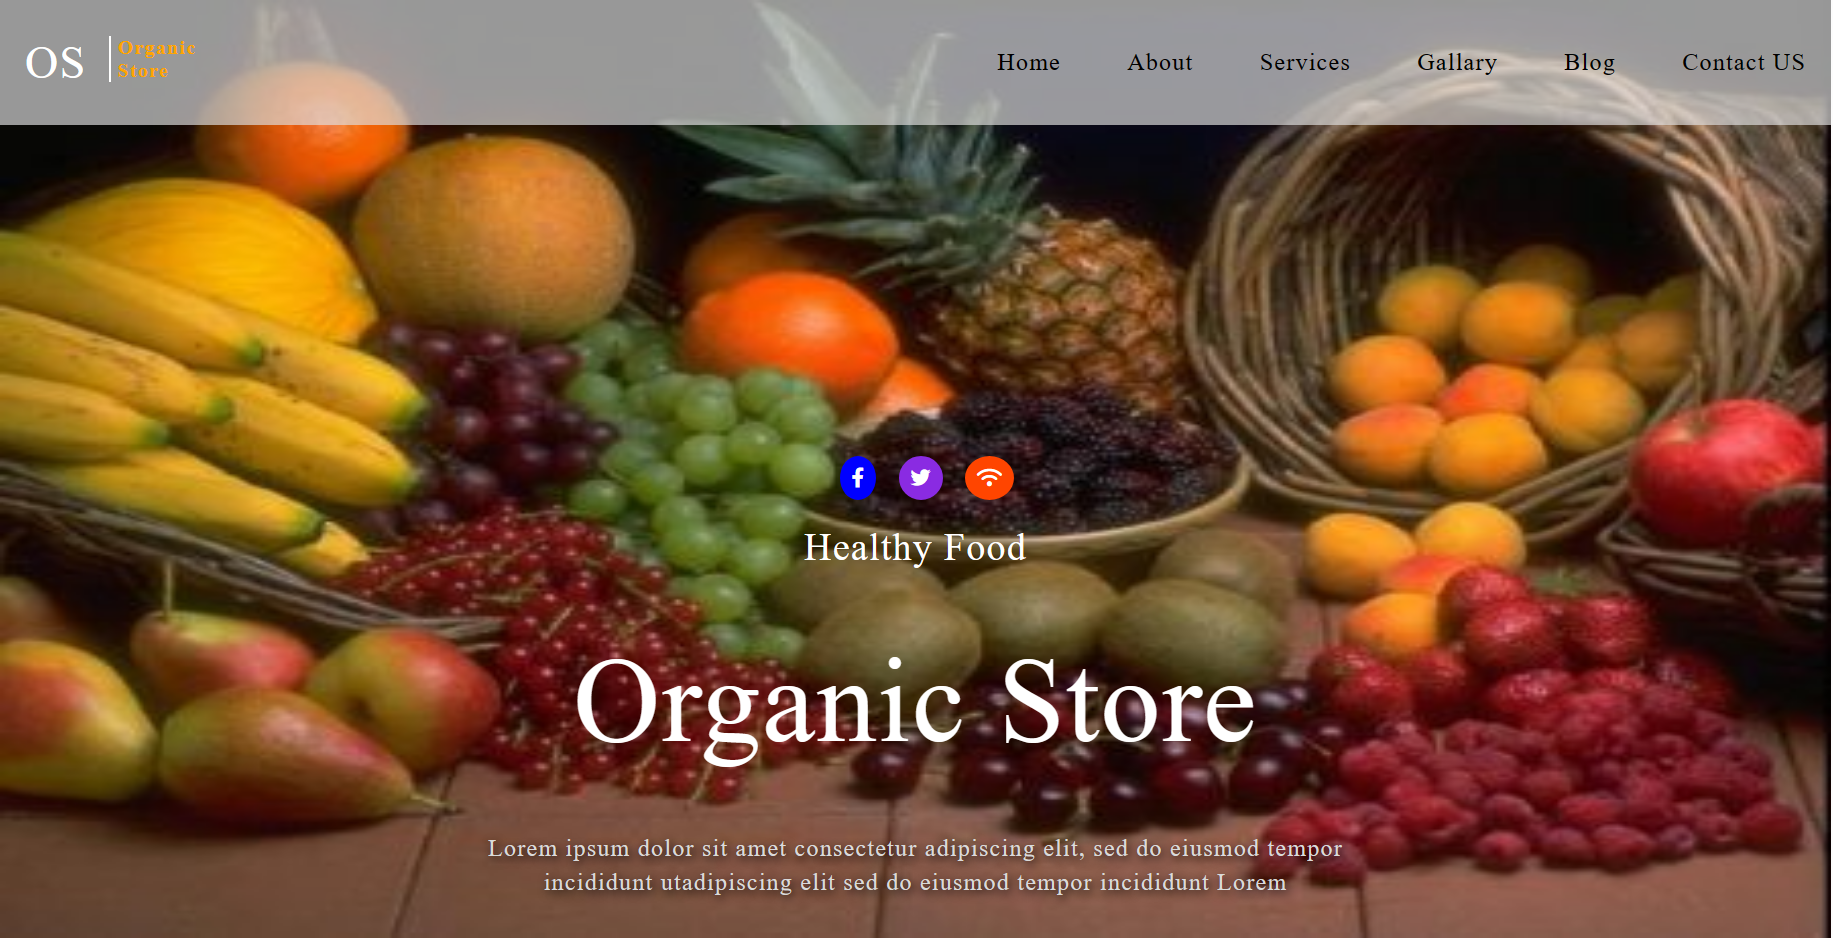 OS
Organic
Store
Home About Services Gallary Blog Contact US
Healthy Food
Organic Store
Lorem ipsum dolor sit amet consectetur adipiscing elit, sed do eiusmod tempor
incididunt utadipiscing elit sed do eiusmod tempor incididunt Lorem